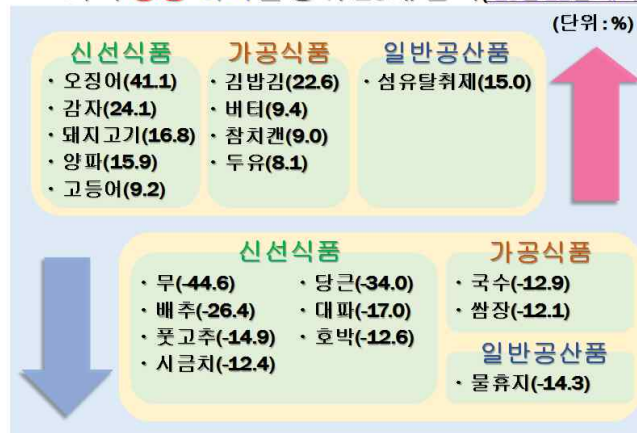 (단위:%)
신선식품
· 오징어(41.1)
· 감자(24.1)
· 돼지고기(16.8)
· 양파(15.9)
· 고등어(9.2)
가공식품
· 김밥김(22.6)
· 버터(9.4)
· 참치캔(9.0)
· 두유(8.1)
일반공산품
· 섬유탈취제(15.0)
신선식품
· 무(-44.6)
· 배추(-26.4)
· 풋고추(-14.9)
· 시금치(-12.4)
· 당근(-34.0)
· 대파(-17.0)
· 호박(-12.6)
가공식품
· 국수(-12.9)
· 쌈장(-12.1)
일반공산품
· 물휴지(-14.3)